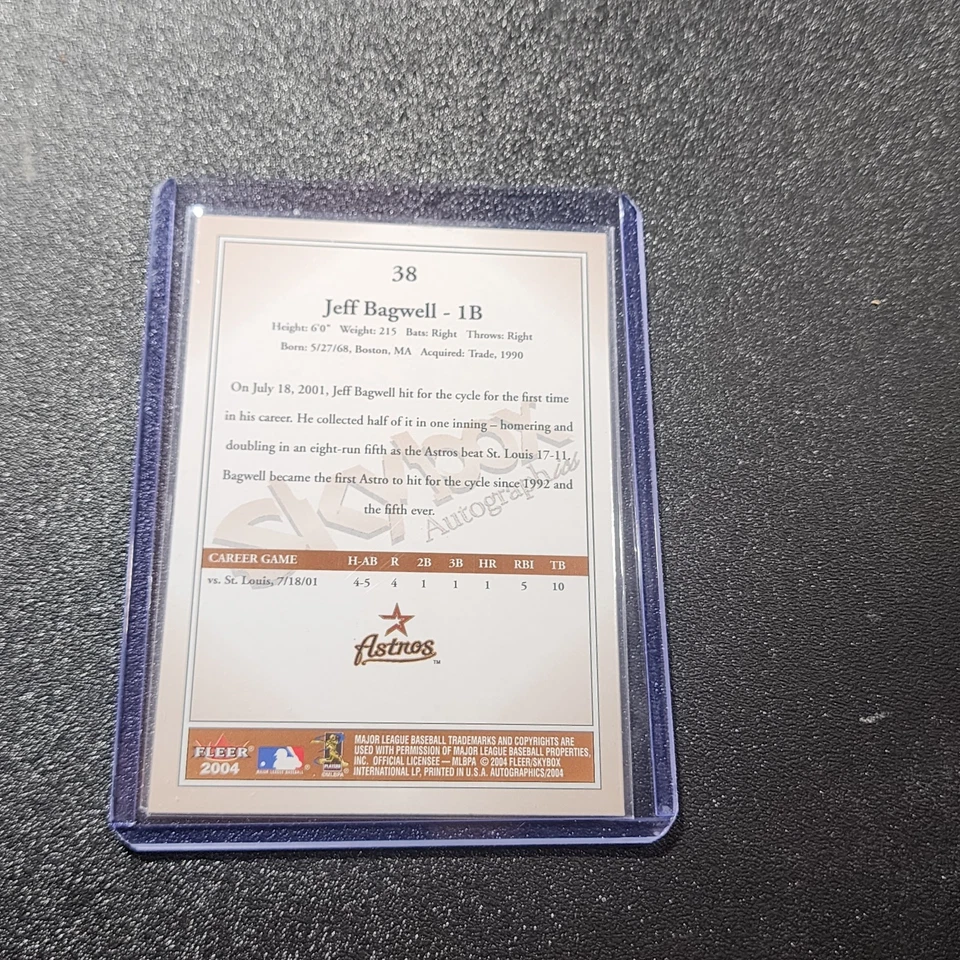 38
Jeff Bagwell - 1B
Height: 6'0" Weight: 215 Bats: Right Throws: Right
Born: 5/27/68, Boston, MA Acquired: Trade, 1990
On July 18, 2001, Jeff Bagwell hit for the cycle for the first time
in his career. He collected half of it in one inning – homering and
doubling in an eight-run fifth as the Astros beat St. Louis 17-11.
Bagwell became the first Astro to hit for the cycle since 1992 and
the fifth ever.
Skybox
Autographics
CAREER GAME H-AB R 2B 3B HR RBI TB
vs. St. Louis, 7/18/01 4-5 4 1 1 1 5 10
Astros™
FLEER®
2004
MAJOR LEAGUE BASEBALL TRADEMARKS AND COPYRIGHTS ARE
USED WITH PERMISSION OF MAJOR LEAGUE BASEBALL PROPERTIES,
INC. OFFICIAL LICENSEE — MLBPA © 2004 FLEER/SKYBOX
INTERNATIONAL LP, PRINTED IN U.S.A. AUTOGRAPHICS/2004